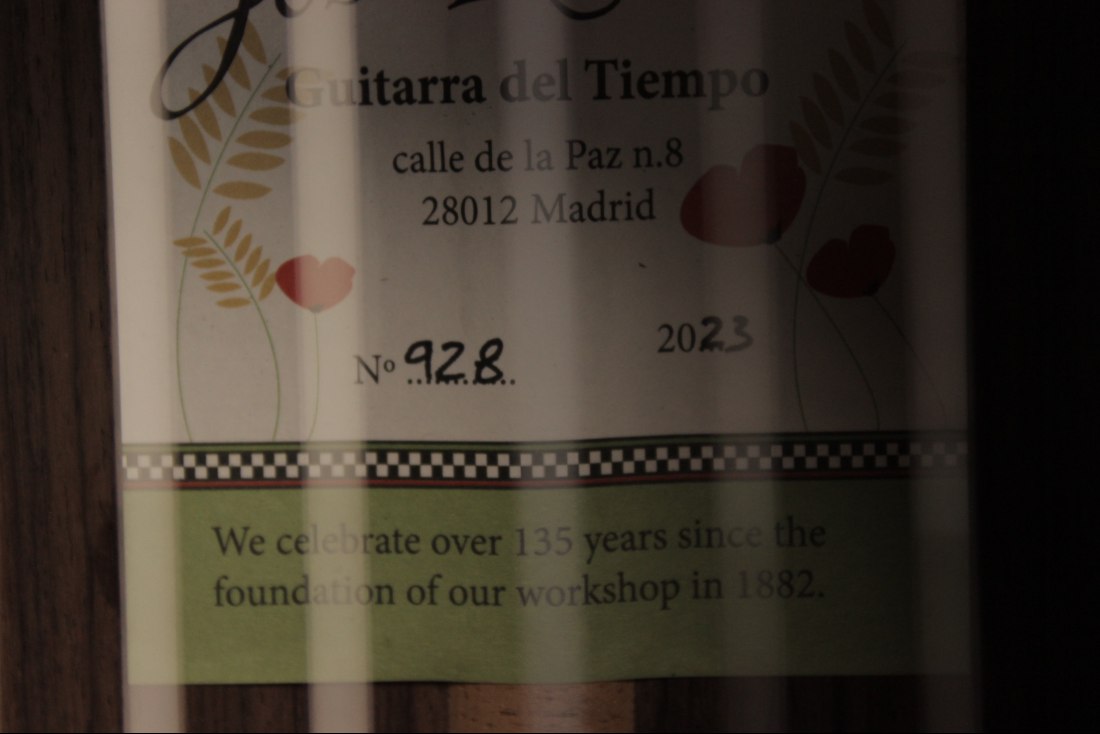 Guitarra del Tiempo
calle de la Paz n.8
28012 Madrid
Nº 928
2023
We celebrate over 135 years since the
foundation of our workshop in 1882.